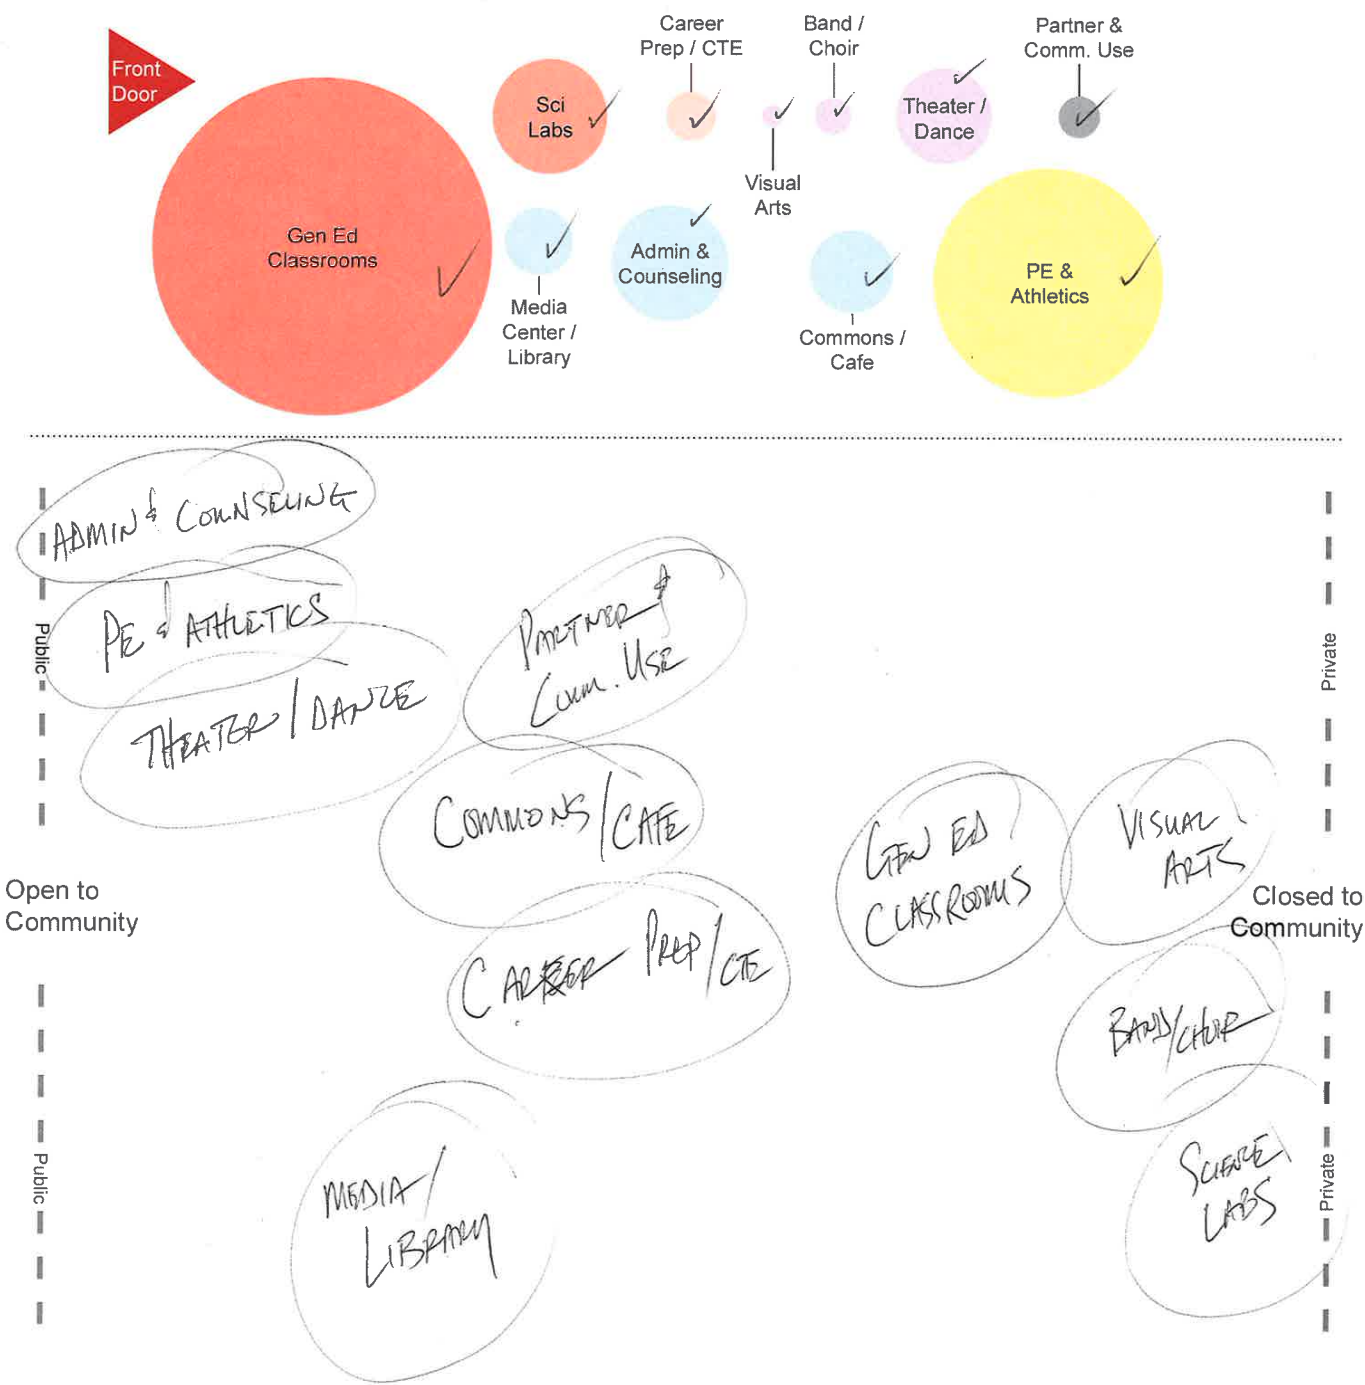 Front
Door
Career
Prep / CTE
Band /
Choir
Partner &
Comm. Use
Sci
Labs
Theater /
Dance
Visual
Arts
Gen Ed
Classrooms
Media
Center /
Library
Admin &
Counseling
Commons /
Cafe
PE &
Athletics
ADMIN & COUNSELING
PE & ATHLETICS
THEATER / DANCE
PARTNER &
COMM. USE
COMMONS / CAFE
CAREER PREP / CTE
MEDIA /
LIBRARY
GEN ED
CLASSROOMS
VISUAL
ARTS
BAND/CHOIR
SCIENCE
LABS
Public
Open to
Community
Public
Private
Closed to
Community
Private